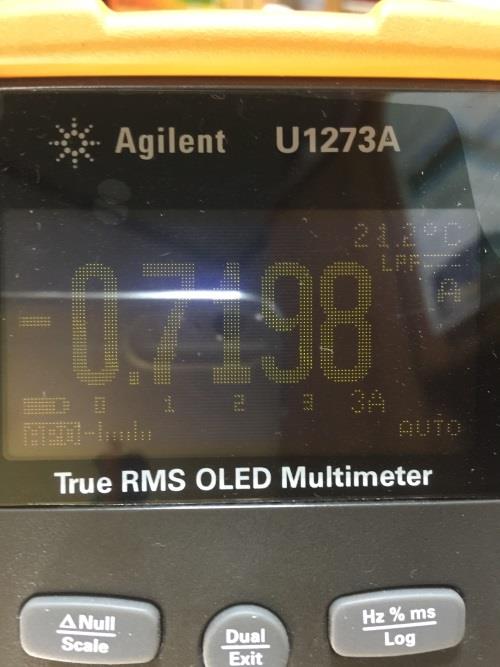 Agilent U1273A
21.2°C
LPF
A
-0.7198
0 1 2 3 3A
AUTO
True RMS OLED Multimeter
ΔNull Hz % ms
Scale Dual Log
Exit